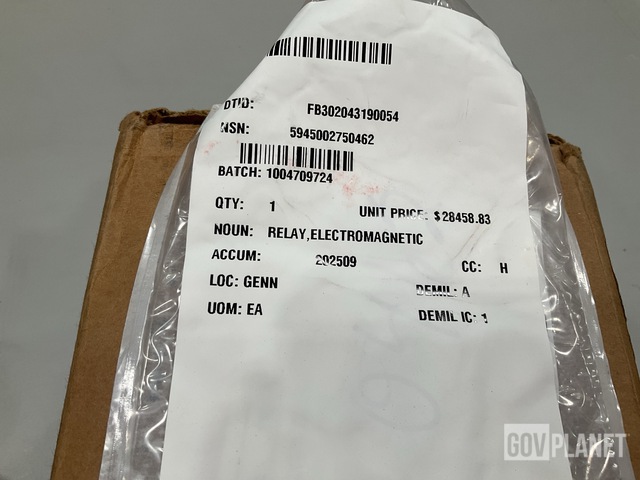 DTID: FB302043190054
NSN: 5945002750462
BATCH: 1004709724
QTY: 1 UNIT PRICE: $28458.83
NOUN: RELAY,ELECTROMAGNETIC
ACCUM: 202509 CC: H
LOC: GENN DEMIL: A
UOM: EA DEMIL IC: 1
GOVPLANET